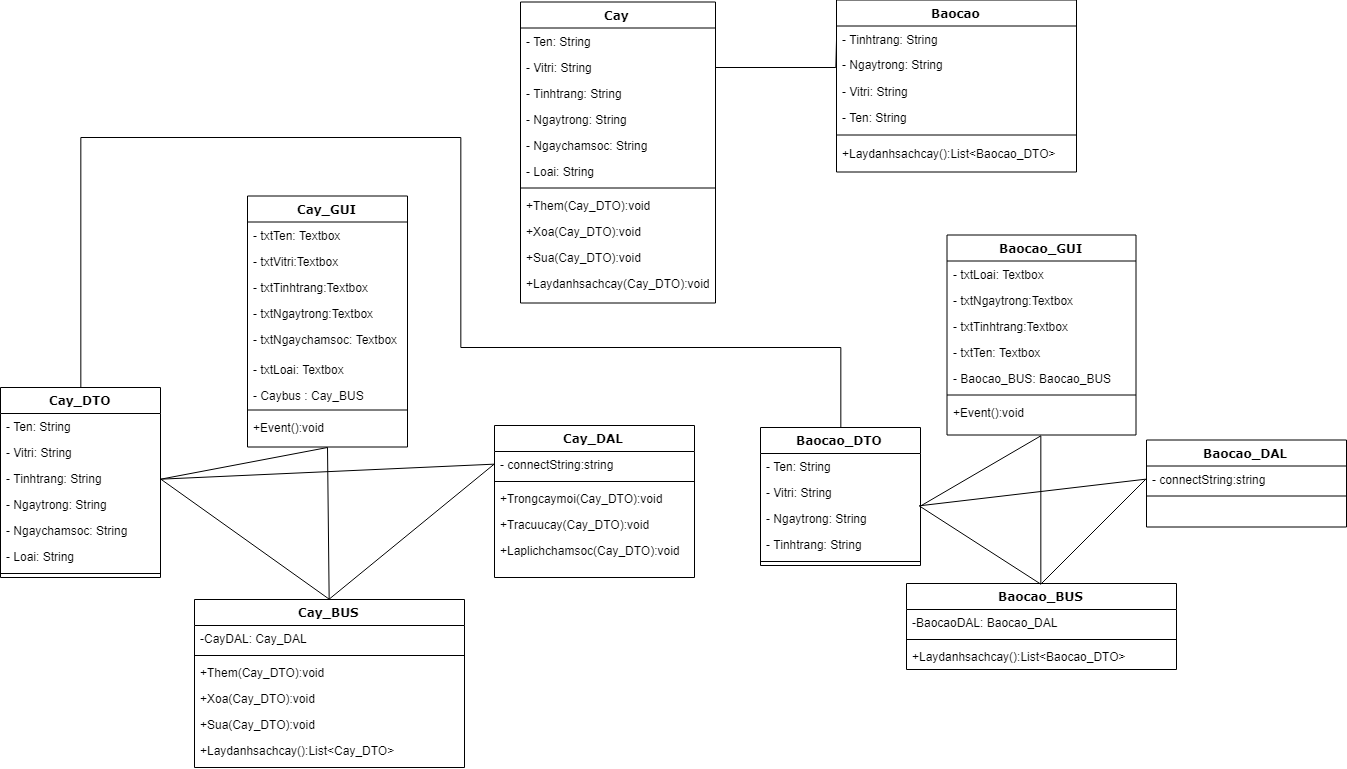 Cay
- Ten: String
- Vitri: String
- Tinhtrang: String
- Ngaytrong: String
- Ngaychamsoc: String
- Loai: String
+Them(Cay_DTO):void
+Xoa(Cay_DTO):void
+Sua(Cay_DTO):void
+Laydanhsachcay(Cay_DTO):void
Baocao
- Tinhtrang: String
- Ngaytrong: String
- Vitri: String
- Ten: String
+Laydanhsachcay():List<Baocao_DTO>
Cay_GUI
- txtTen: Textbox
- txtVitri:Textbox
- txtTinhtrang:Textbox
- txtNgaytrong:Textbox
- txtNgaychamsoc: Textbox
- txtLoai: Textbox
- Caybus : Cay_BUS
+Event():void
Baocao_GUI
- txtLoai: Textbox
- txtNgaytrong:Textbox
- txtTinhtrang:Textbox
- txtTen: Textbox
- Baocao_BUS: Baocao_BUS
+Event():void
Cay_DTO
- Ten: String
- Vitri: String
- Tinhtrang: String
- Ngaytrong: String
- Ngaychamsoc: String
- Loai: String
Cay_DAL
- connectString:string
+Trongcaymoi(Cay_DTO):void
+Tracuucay(Cay_DTO):void
+Laplichchamsoc(Cay_DTO):void
Baocao_DTO
- Ten: String
- Vitri: String
- Ngaytrong: String
- Tinhtrang: String
Baocao_DAL
- connectString:string
Cay_BUS
-CayDAL: Cay_DAL
+Them(Cay_DTO):void
+Xoa(Cay_DTO):void
+Sua(Cay_DTO):void
+Laydanhsachcay():List<Cay_DTO>
Baocao_BUS
-BaocaoDAL: Baocao_DAL
+Laydanhsachcay():List<Baocao_DTO>